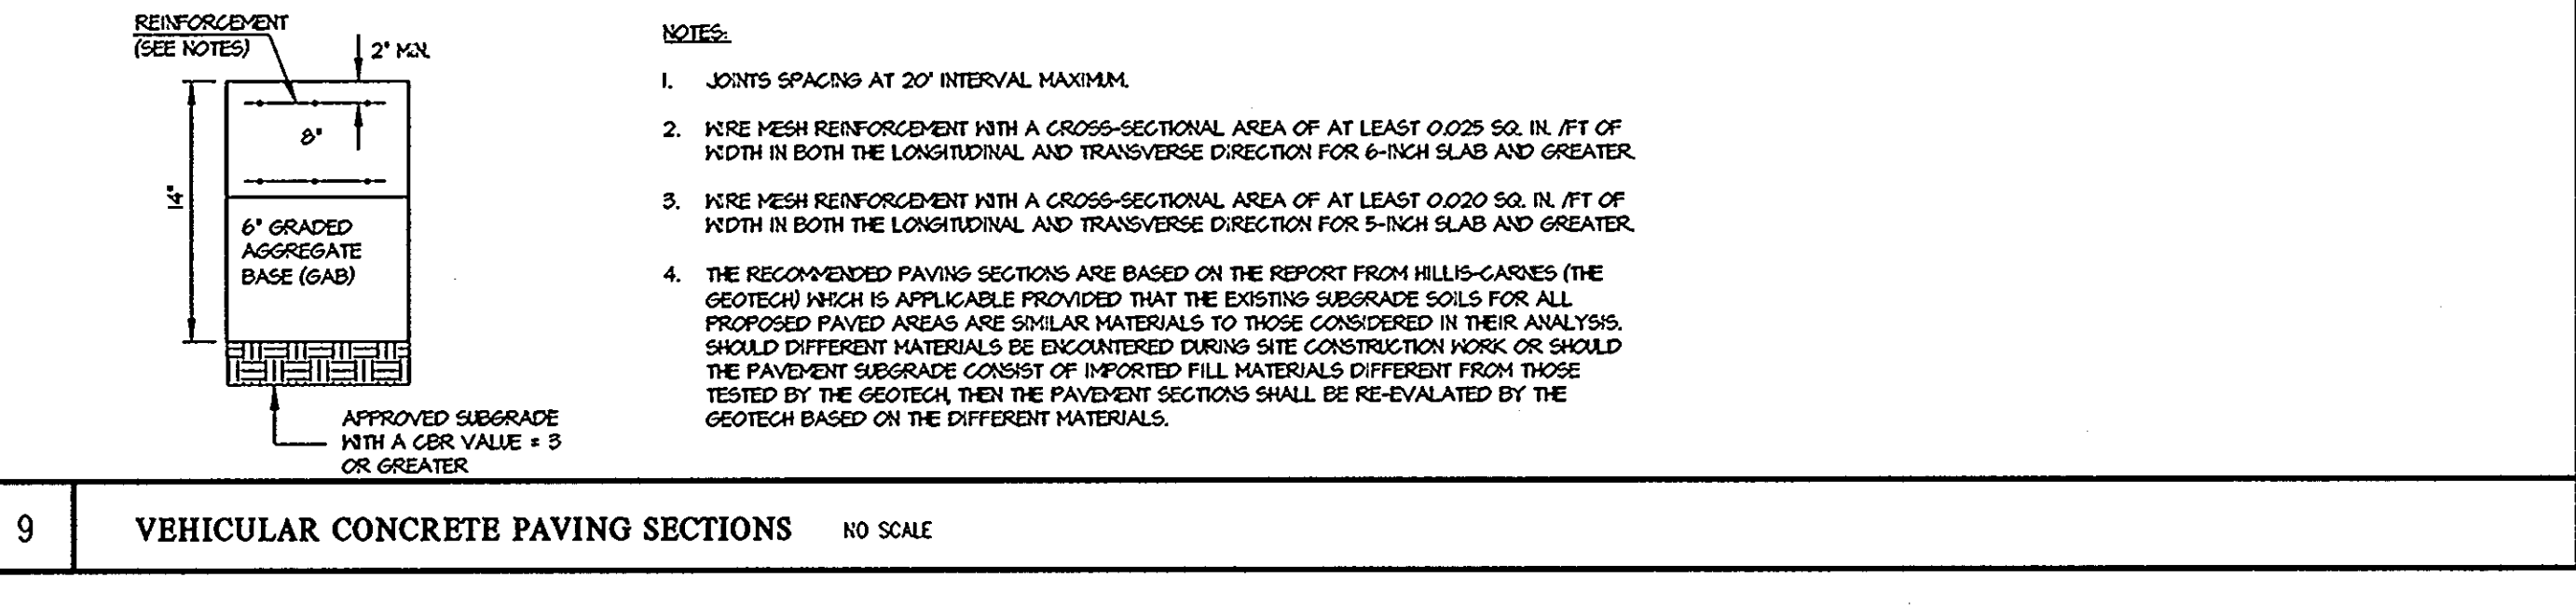 REINFORCEMENT
(SEE NOTES)
2" MIN.
8"
14"
6" GRADED
AGGREGATE
BASE (GAB)
APPROVED SUBGRADE
WITH A CBR VALUE = 3
OR GREATER
NOTES:
1. JOINTS SPACING AT 20' INTERVAL MAXIMUM.
2. WIRE MESH REINFORCEMENT WITH A CROSS-SECTIONAL AREA OF AT LEAST 0.025 SQ. IN. /FT OF
WIDTH IN BOTH THE LONGITUDINAL AND TRANSVERSE DIRECTION FOR 6-INCH SLAB AND GREATER.
3. WIRE MESH REINFORCEMENT WITH A CROSS-SECTIONAL AREA OF AT LEAST 0.020 SQ. IN. /FT OF
WIDTH IN BOTH THE LONGITUDINAL AND TRANSVERSE DIRECTION FOR 5-INCH SLAB AND GREATER.
4. THE RECOMMENDED PAVING SECTIONS ARE BASED ON THE REPORT FROM HILLIS-CARNES (THE
GEOTECH) WHICH IS APPLICABLE PROVIDED THAT THE EXISTING SUBGRADE SOILS FOR ALL
PROPOSED PAVED AREAS ARE SIMILAR MATERIALS TO THOSE CONSIDERED IN THEIR ANALYSIS.
SHOULD DIFFERENT MATERIALS BE ENCOUNTERED DURING SITE CONSTRUCTION WORK OR SHOULD
THE PAVEMENT SUBGRADE CONSIST OF IMPORTED FILL MATERIALS DIFFERENT FROM THOSE
TESTED BY THE GEOTECH, THEN THE PAVEMENT SECTIONS SHALL BE RE-EVALATED BY THE
GEOTECH BASED ON THE DIFFERENT MATERIALS.
9 VEHICULAR CONCRETE PAVING SECTIONS NO SCALE